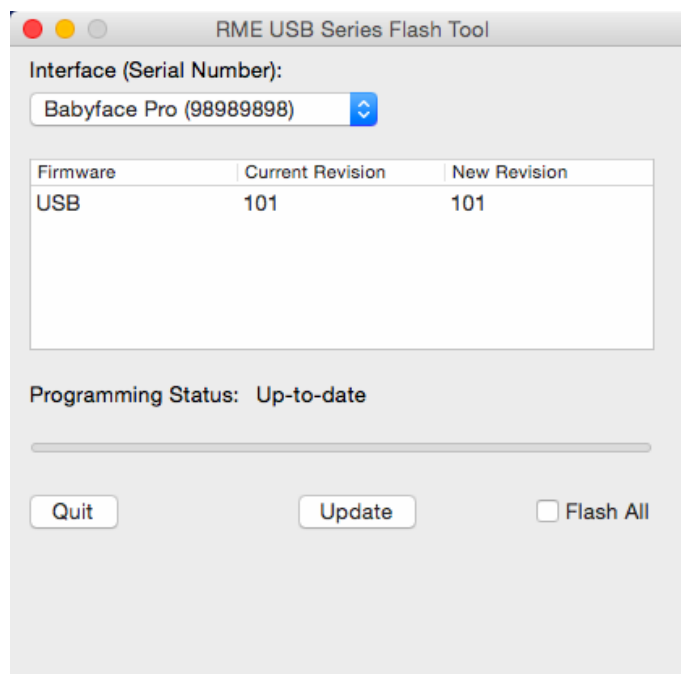 RME USB Series Flash Tool
Interface (Serial Number):
Babyface Pro (98989898)
Firmware Current Revision New Revision
USB 101 101
Programming Status: Up-to-date
Quit Update Flash All